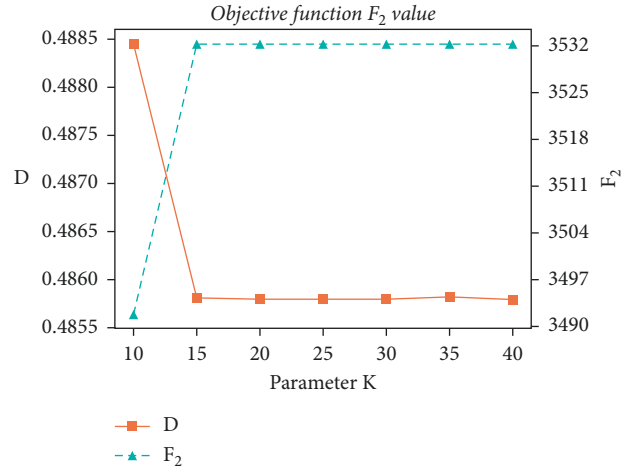 Objective function F₂ value
0.4885
0.4880
0.4875
0.4870
0.4865
0.4860
0.4855
D
3532
3525
3518
3511
3504
3497
3490
F₂
10 15 20 25 30 35 40
Parameter K
D
F₂